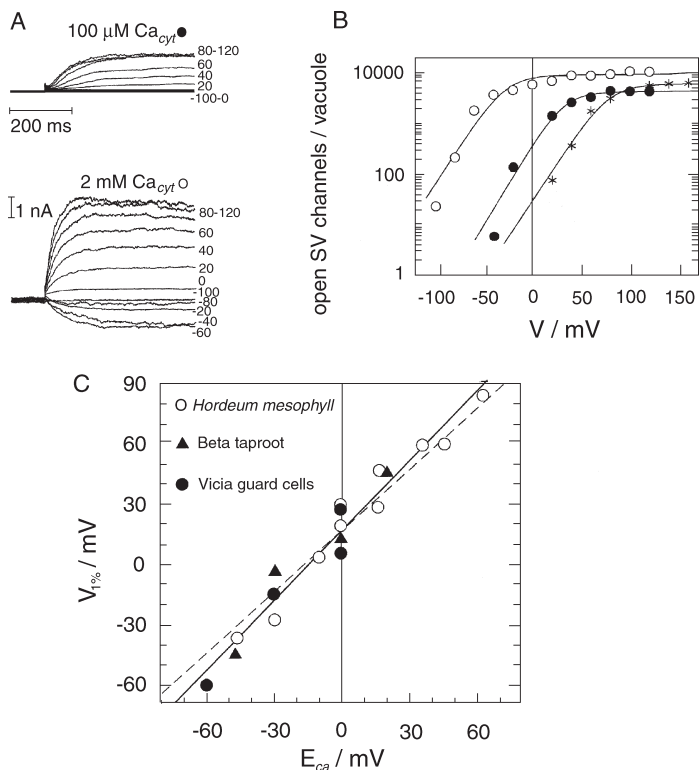 A
100 μM Ca_cyt ●
80-120
60
40
20
-100-0
200 ms
2 mM Ca_cyt ○
1 nA
80-120
60
40
20
0
-100
-80
-20
-40
-60
B
open SV channels / vacuole
10000
100
1
-100 -50 0 50 100 150
V / mV
C
90
60
30
0
-30
-60
V1% / mV
○ Hordeum mesophyll
▲ Beta taproot
● Vicia guard cells
-60 -30 0 30 60
E_ca / mV